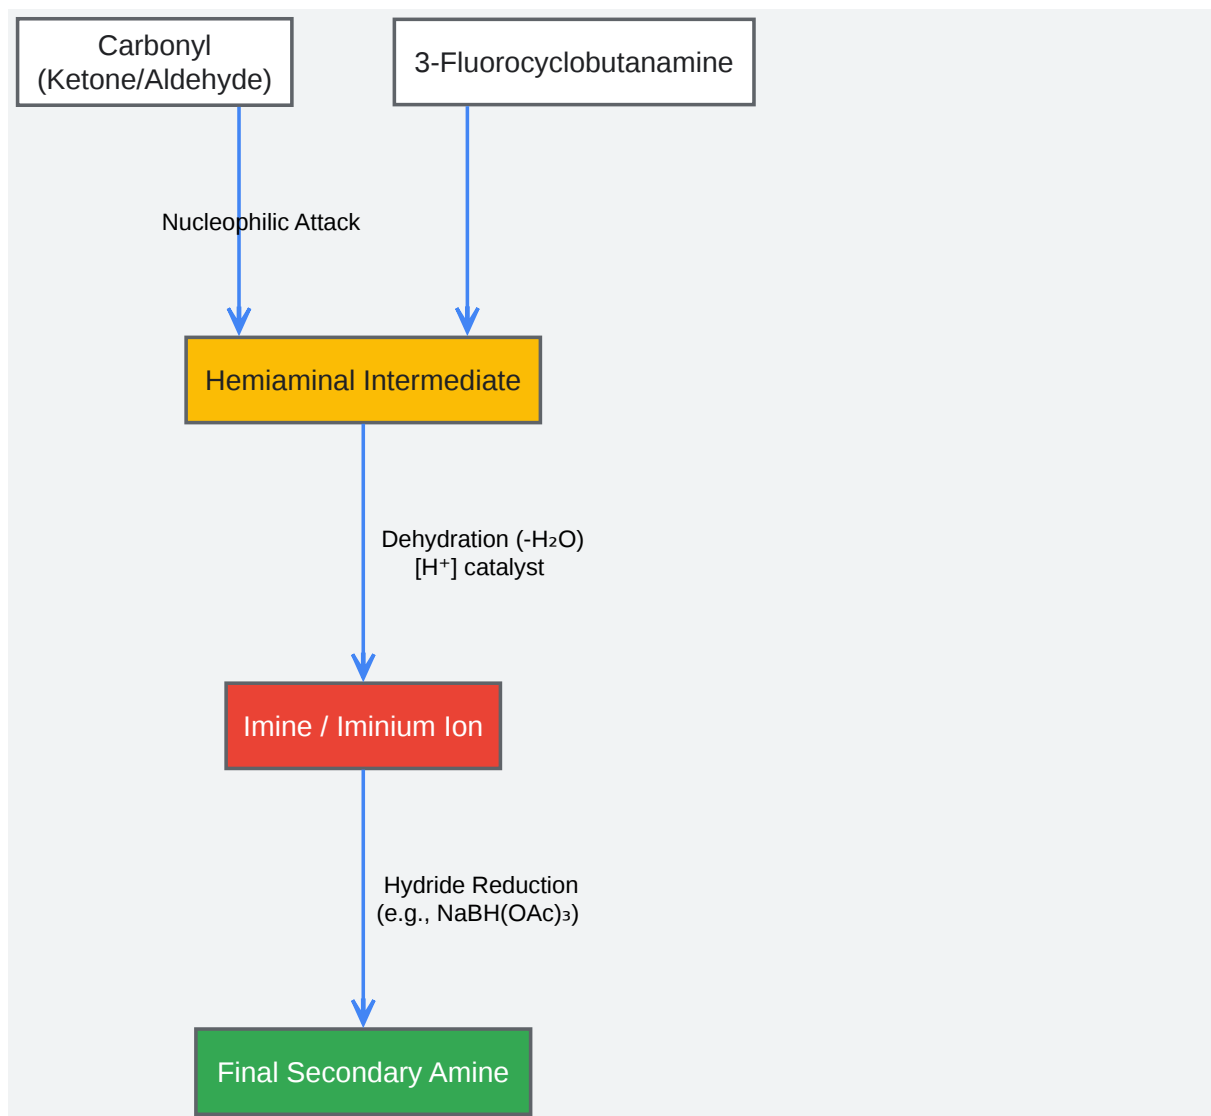 Carbonyl
(Ketone/Aldehyde)
3-Fluorocyclobutanamine
Nucleophilic Attack
Hemiaminal Intermediate
Dehydration (-H₂O)
[H⁺] catalyst
Imine / Iminium Ion
Hydride Reduction
(e.g., NaBH(OAc)₃)
Final Secondary Amine